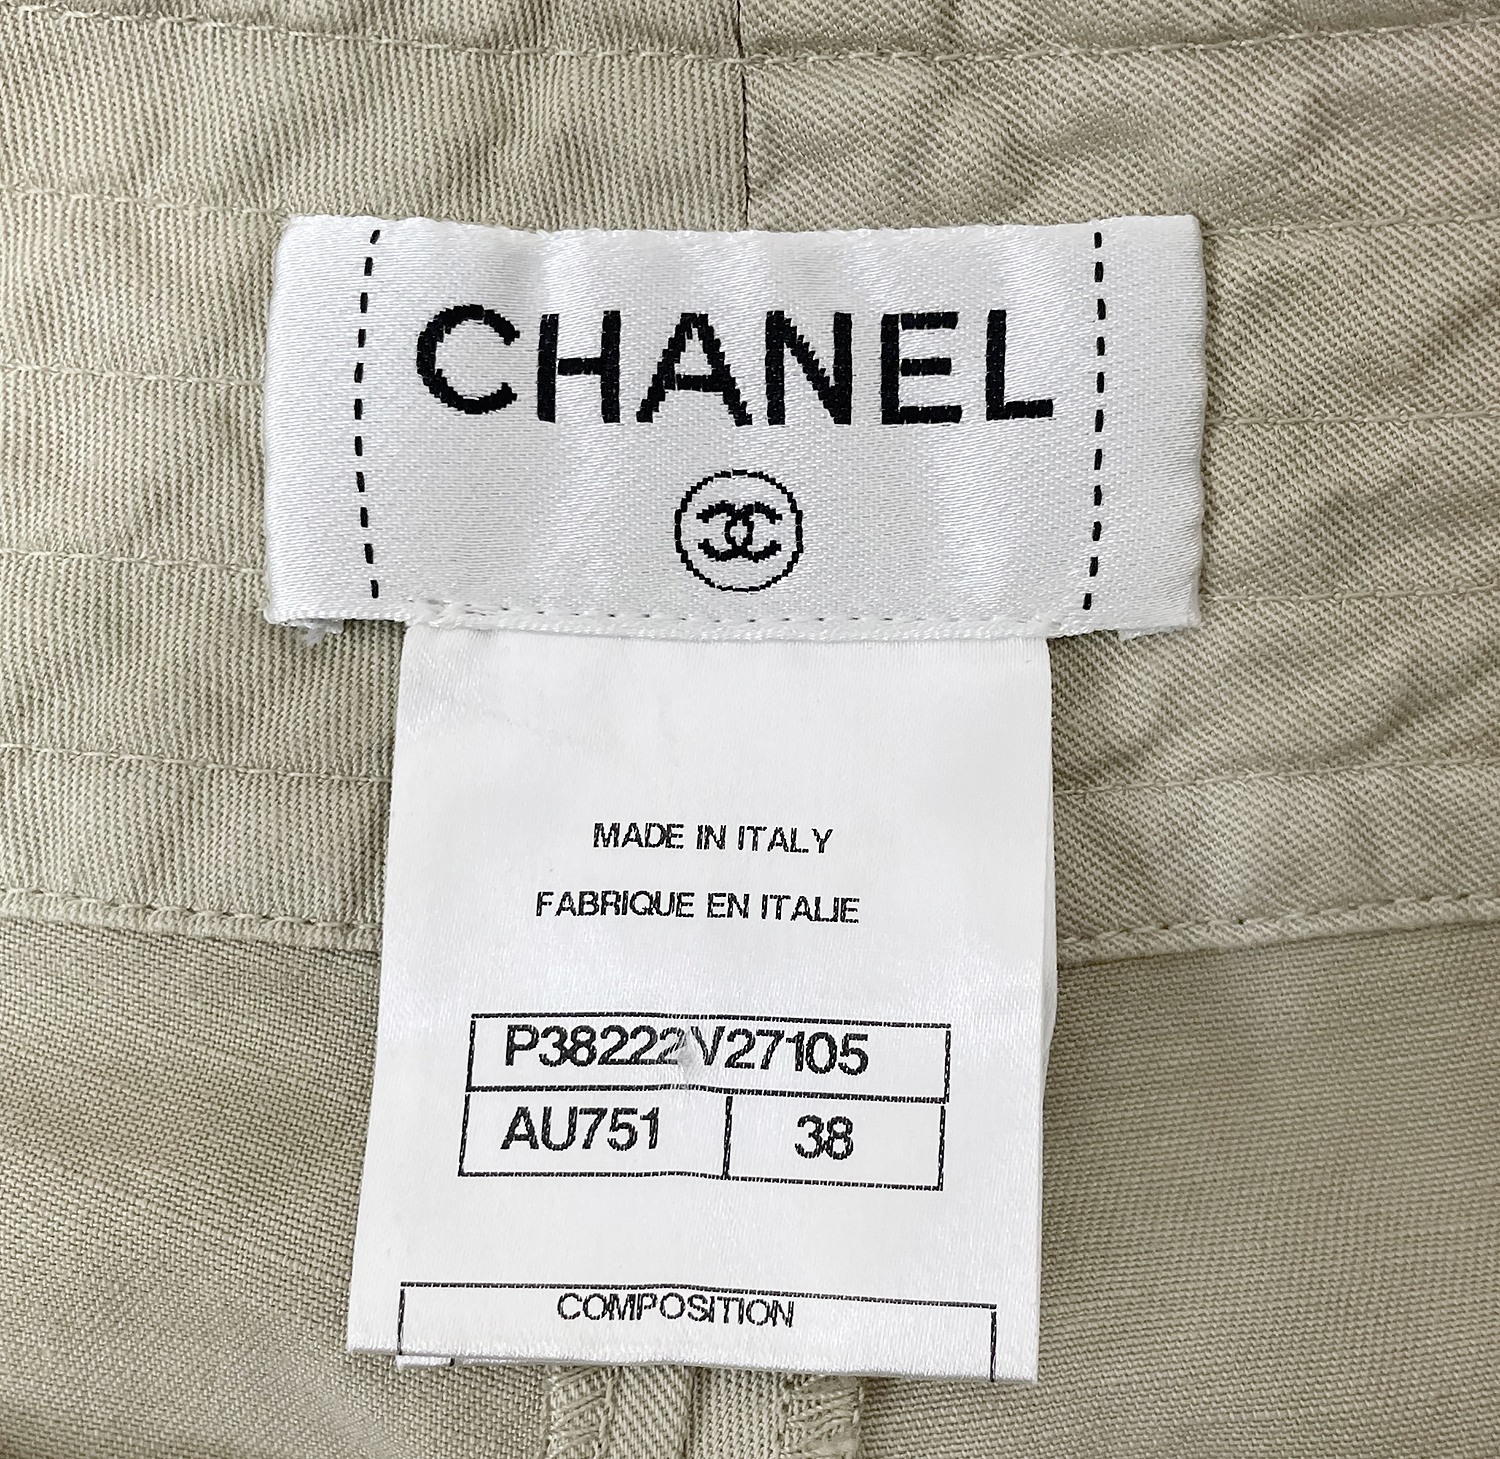 CHANEL
MADE IN ITALY
FABRIQUE EN ITALIE
P38222V27105
AU751 38
COMPOSITION